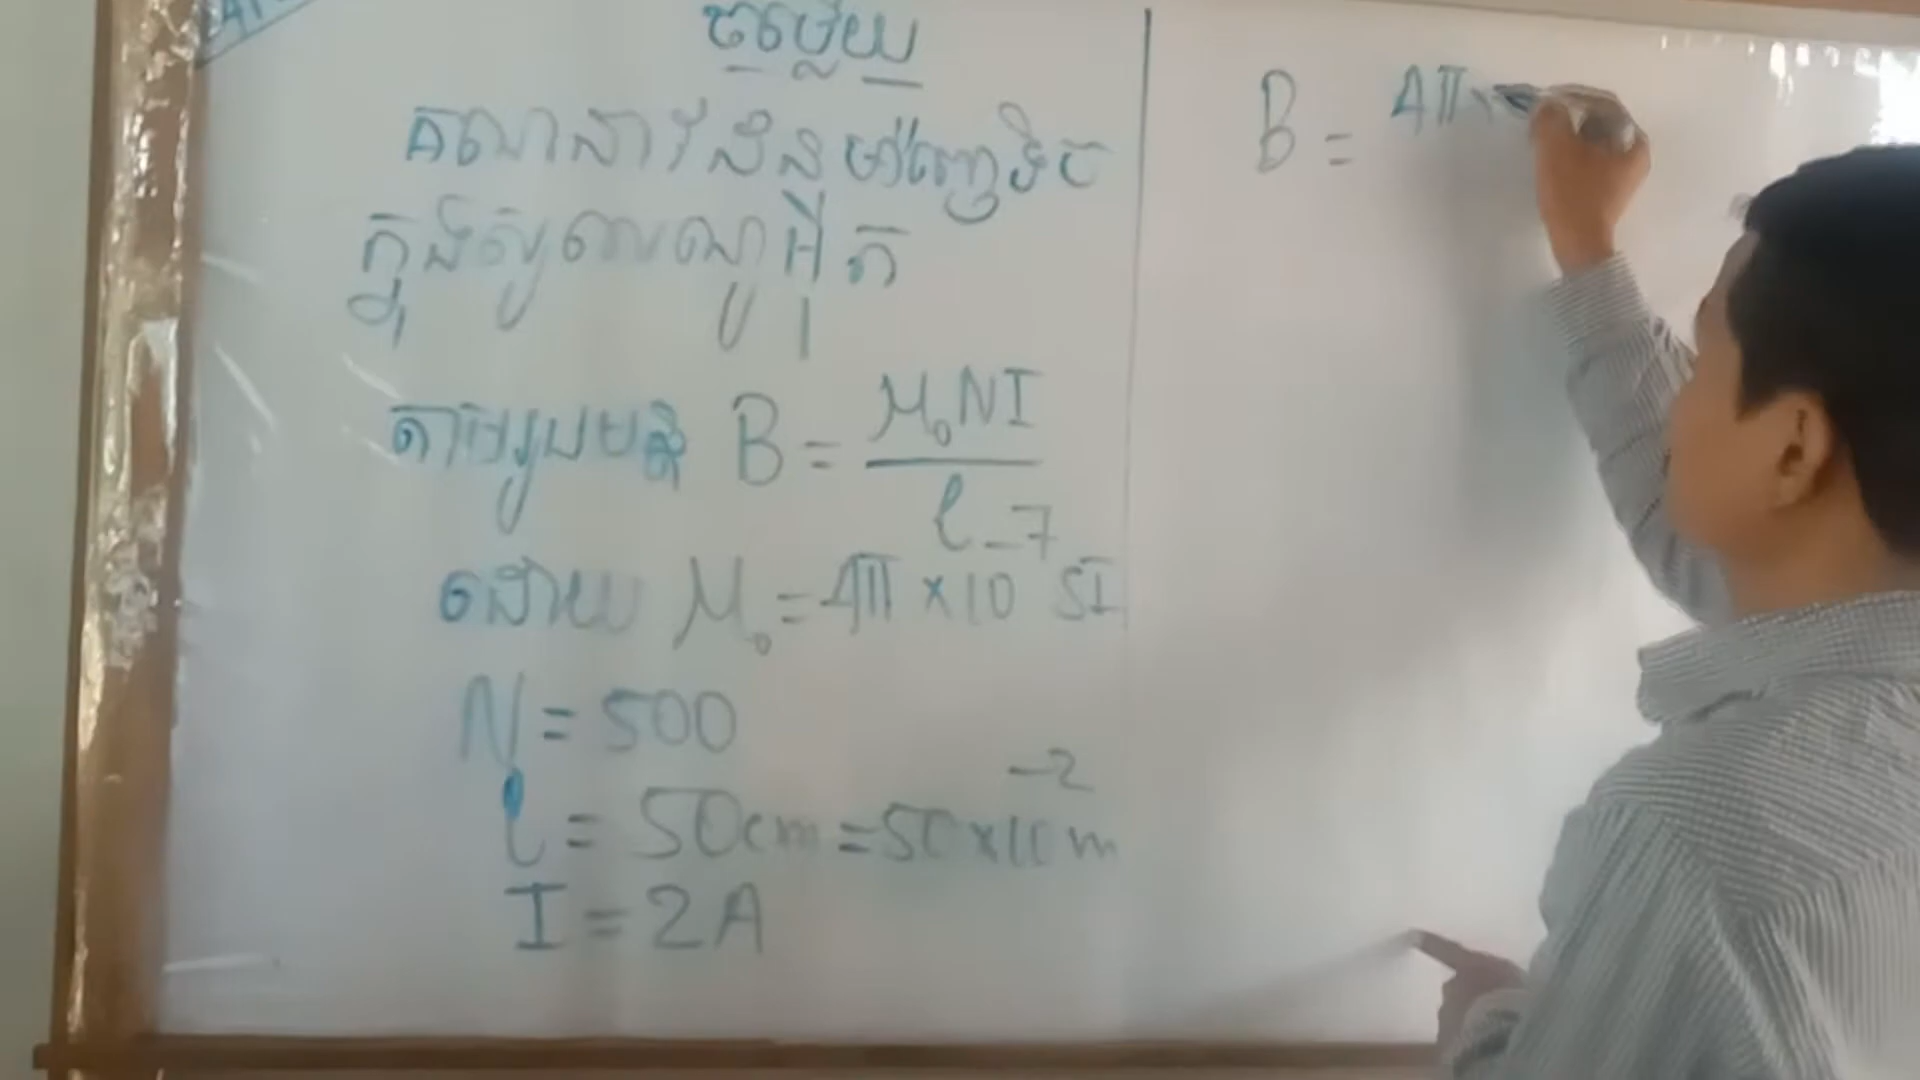 ចម្លើយ
គណនាដែនម៉ាញេទិច
ក្នុងសូលេណូអ៊ីត
តាមរូបមន្ត B = μ₀NI / ℓ
ដោយ μ₀ = 4π × 10⁻⁷ SI
N = 500
ℓ = 50cm = 50 × 10⁻² m
I = 2A
B = 4π ×